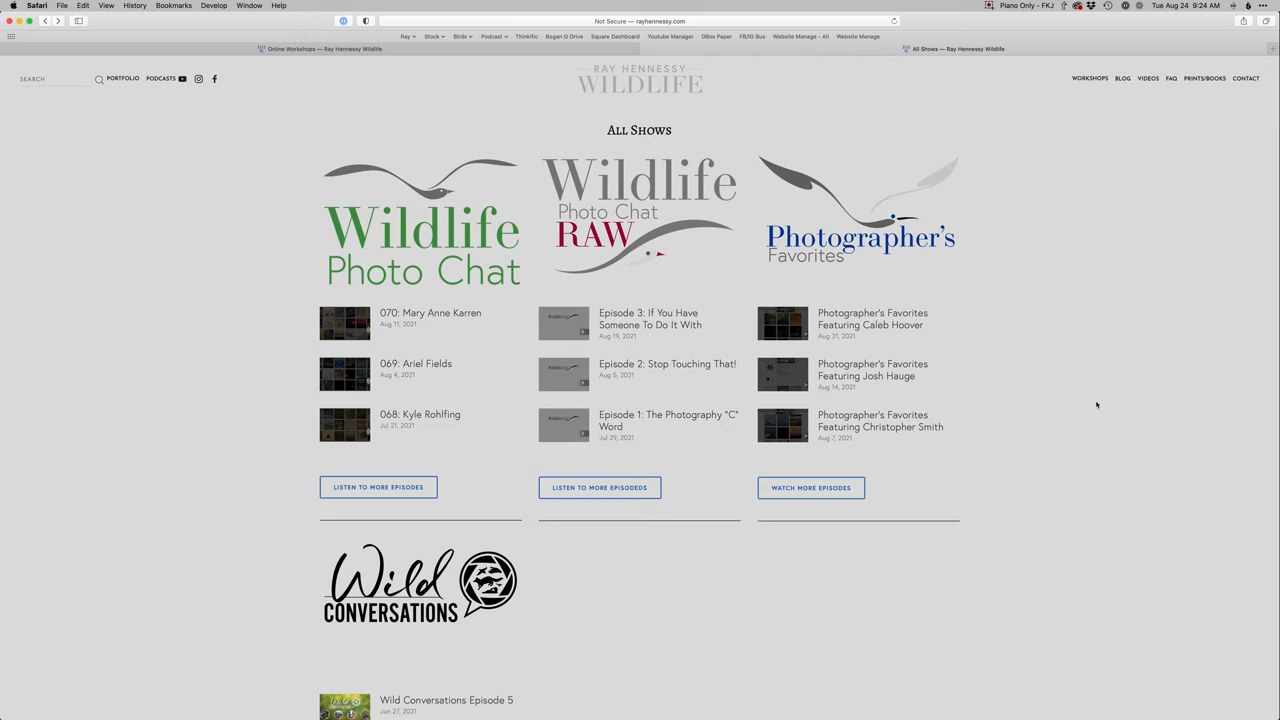 Safari File Edit View History Bookmarks Develop Window Help Piano Only - FKJ Tue Aug 24 9:24 AM
Not Secure — rayhennessy.com
Ray Stock Birds Podcast Thinkific Bogan G Drive Square Dashboard Youtube Manager DBox Paper FB/IG Bus Website Manage - All Website Manage
Online Workshops — Ray Hennessy Wildlife All Shows — Ray Hennessy Wildlife
SEARCH PORTFOLIO PODCASTS RAY HENNESSY WORKSHOPS BLOG VIDEOS FAQ PRINTS/BOOKS CONTACT
WILDLIFE
All Shows
Wildlife
Photo Chat
Wildlife
Photo Chat
RAW
Photographer's
Favorites
070: Mary Anne Karren
Aug 11, 2021
069: Ariel Fields
Aug 4, 2021
068: Kyle Rohlfing
Jul 21, 2021
LISTEN TO MORE EPISODES
Episode 3: If You Have
Someone To Do It With
Aug 19, 2021
Episode 2: Stop Touching That!
Aug 5, 2021
Episode 1: The Photography "C"
Word
Jul 29, 2021
LISTEN TO MORE EPISODEDS
Photographer's Favorites
Featuring Caleb Hoover
Aug 21, 2021
Photographer's Favorites
Featuring Josh Hauge
Aug 14, 2021
Photographer's Favorites
Featuring Christopher Smith
Aug 7, 2021
WATCH MORE EPISODES
Wild
CONVERSATIONS
Wild Conversations Episode 5
Jun 27, 2021